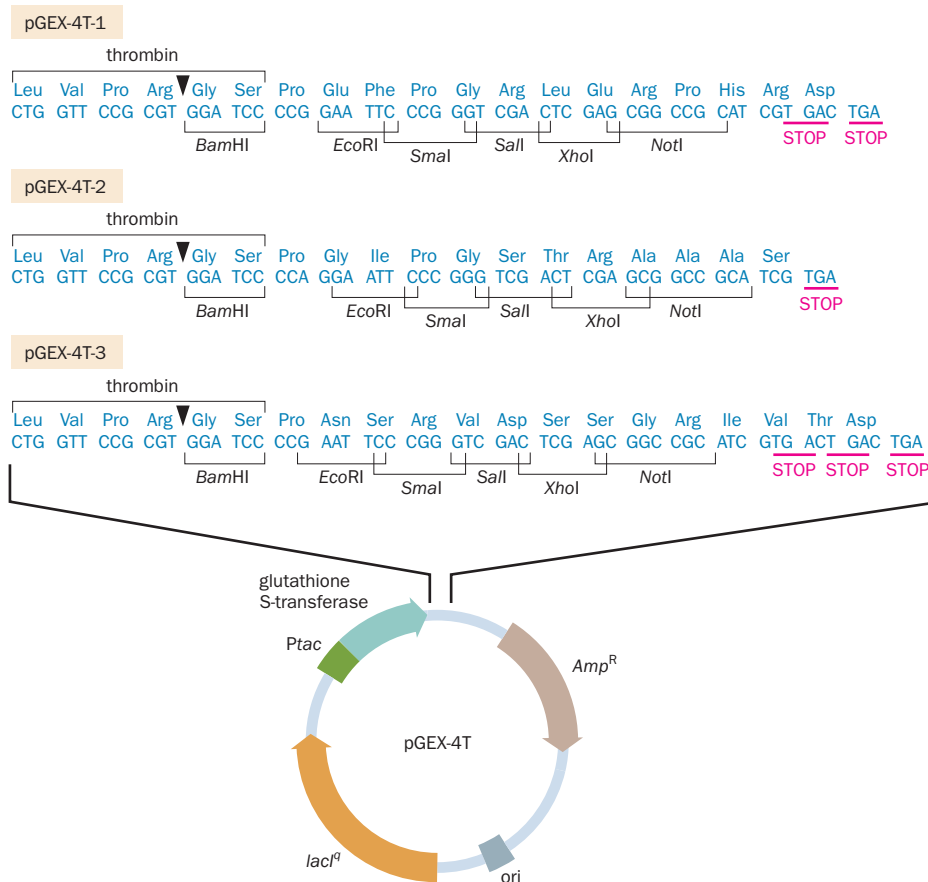 pGEX-4T-1
thrombin
Leu Val Pro Arg Gly Ser Pro Glu Phe Pro Gly Arg Leu Glu Arg Pro His Arg Asp
CTG GTT CCG CGT GGA TCC CCG GAA TTC CCG GGT CGA CTC GAG CGG CCG CAT CGT GAC TGA
BamHI EcoRI SmaI SalI XhoI NotI STOP STOP
pGEX-4T-2
thrombin
Leu Val Pro Arg Gly Ser Pro Gly Ile Pro Gly Ser Thr Arg Ala Ala Ala Ser
CTG GTT CCG CGT GGA TCC CCA GGA ATT CCC GGG TCG ACT CGA GCG GCC GCA TCG TGA
BamHI EcoRI SmaI SalI XhoI NotI STOP
pGEX-4T-3
thrombin
Leu Val Pro Arg Gly Ser Pro Asn Ser Arg Val Asp Ser Ser Gly Arg Ile Val Thr Asp
CTG GTT CCG CGT GGA TCC CCG AAT TCC CGG GTC GAC TCG AGC GGC CGC ATC GTG ACT GAC TGA
BamHI EcoRI SmaI SalI XhoI NotI STOP STOP STOP
glutathione
S-transferase
Ptac
Amp^R
pGEX-4T
lacI^q
ori